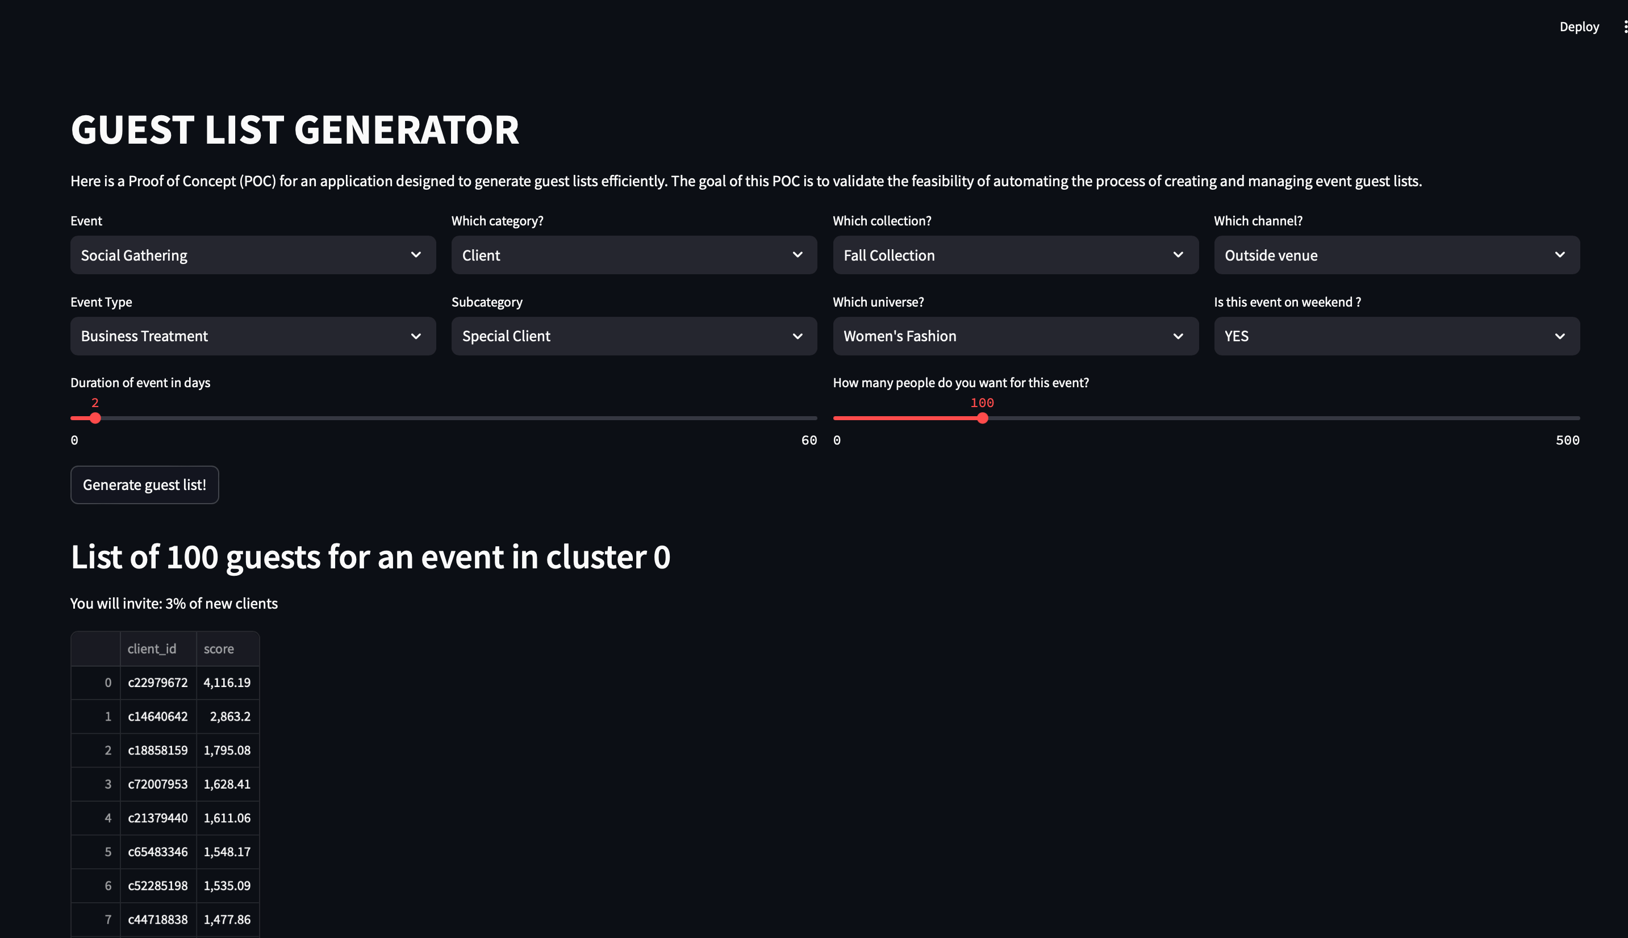 Deploy
GUEST LIST GENERATOR
Here is a Proof of Concept (POC) for an application designed to generate guest lists efficiently. The goal of this POC is to validate the feasibility of automating the process of creating and managing event guest lists.
Event Which category? Which collection? Which channel?
Social Gathering Client Fall Collection Outside venue
Event Type Subcategory Which universe? Is this event on weekend ?
Business Treatment Special Client Women's Fashion YES
Duration of event in days How many people do you want for this event?
2 100
0 60 0 500
Generate guest list!
List of 100 guests for an event in cluster 0
You will invite: 3% of new clients
client_id score
0 c22979672 4,116.19
1 c14640642 2,863.2
2 c18858159 1,795.08
3 c72007953 1,628.41
4 c21379440 1,611.06
5 c65483346 1,548.17
6 c52285198 1,535.09
7 c44718838 1,477.86